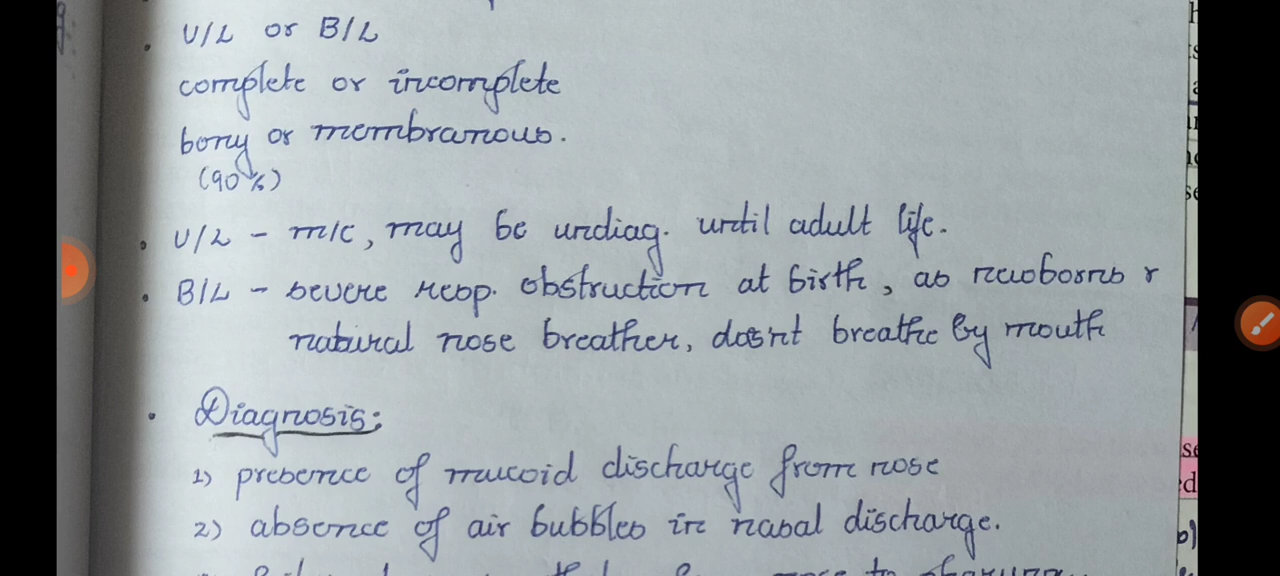 • U/L or B/L
complete or incomplete
bony or membranous.
(90%)
• U/L - m/c, may be undiag. until adult life.
• B/L - severe resp. obstruction at birth, as newborns r
natural nose breather, doesn't breathe by mouth
• Diagnosis:
1) presence of mucoid discharge from nose
2) absence of air bubbles in nasal discharge.
to pharynx